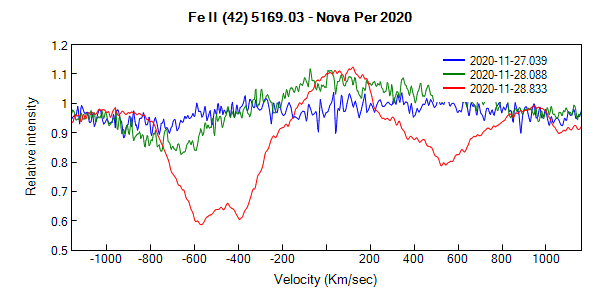 Fe II (42) 5169.03 - Nova Per 2020
1.2
1.1
1
0.9
0.8
0.7
0.6
0.5
Relative intensity
2020-11-27.039
2020-11-28.088
2020-11-28.833
-1000 -800 -600 -400 -200 0 200 400 600 800 1000
Velocity (Km/sec)